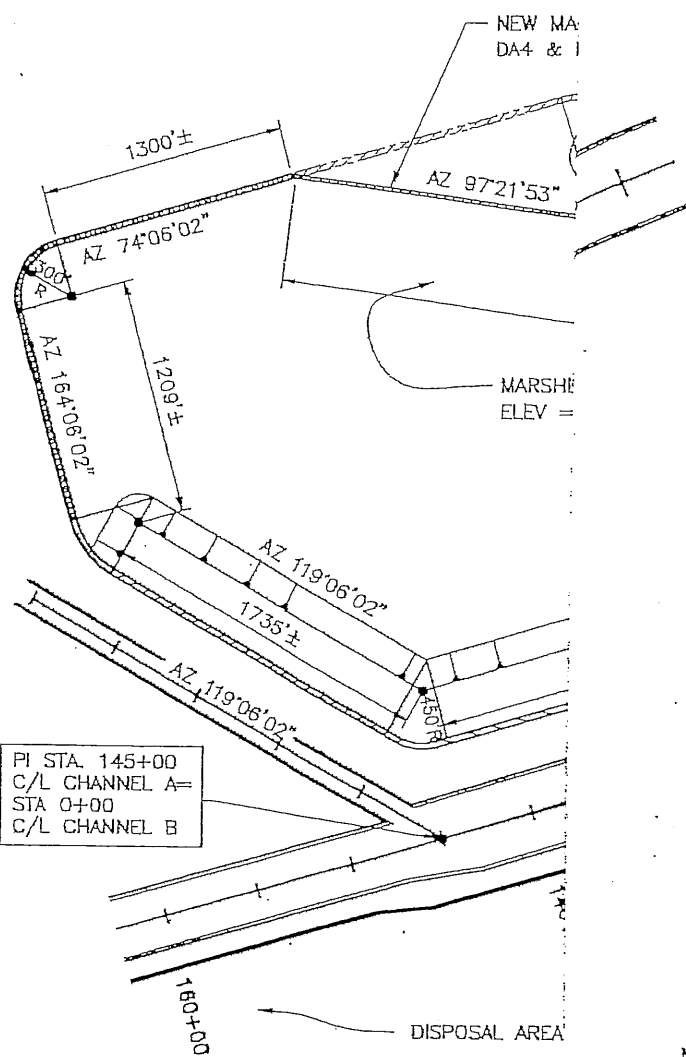 NEW MA
DA4 &
1300'±
AZ 97°21'53"
AZ 74°06'02"
300'
R
AZ 164°06'02"
1209'±
MARSH
ELEV =
AZ 119°06'02"
1735'±
AZ 119°06'02"
450'R
PI STA. 145+00
C/L CHANNEL A=
STA 0+00
C/L CHANNEL B
160+00
DISPOSAL AREA